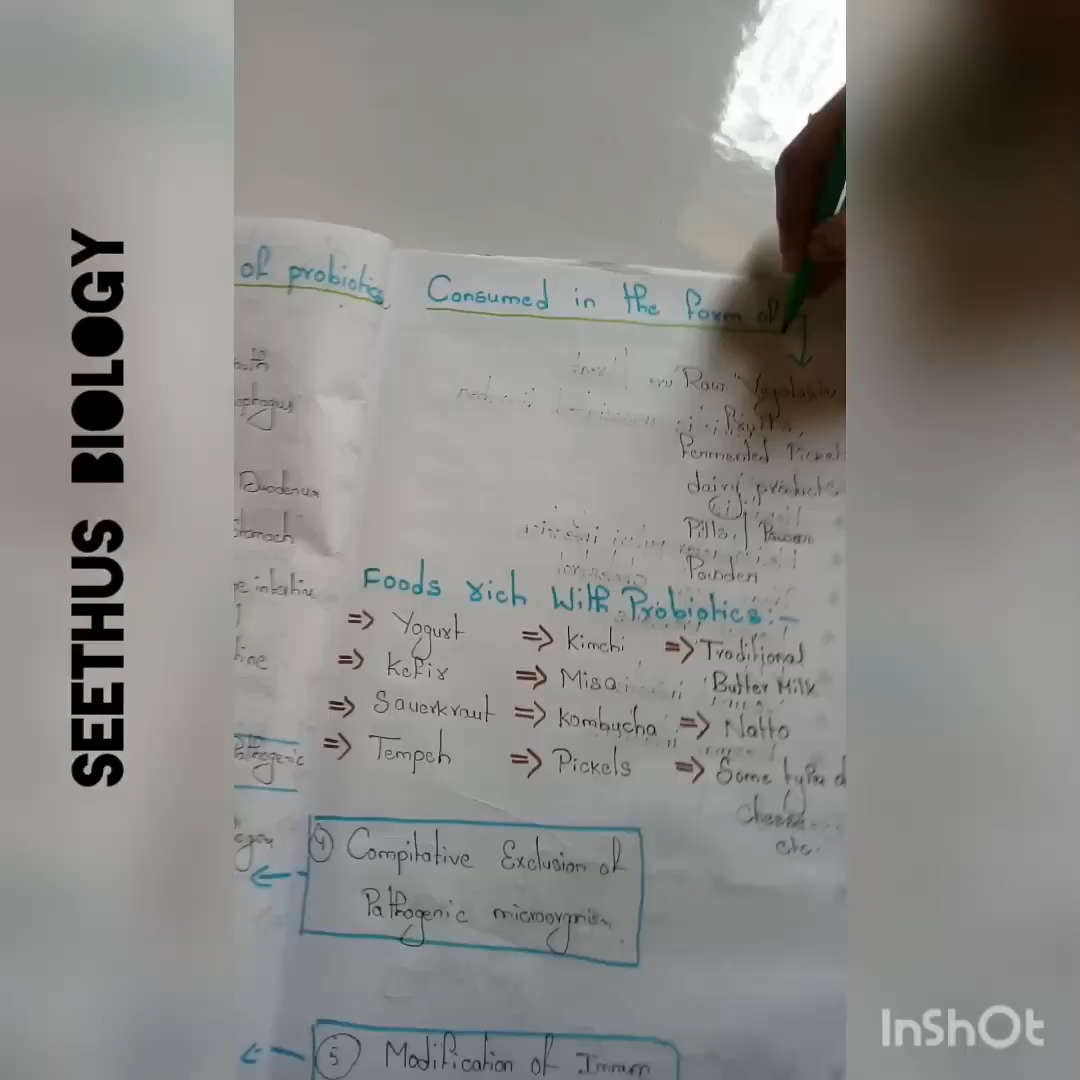 SEETHUS BIOLOGY
of probiotics,
Consumed in the form of
Raw Vegetables
Fruits,
Fermented Pickel
dairy products
Pills /
Powder
Duodenum
Stomach
Foods rich With Probiotics:-
=> Yogurt => Kimchi => Traditional
=> Kefir => Miso Butter Milk
=> Sauerkraut => Kombucha => Natto
=> Tempeh => Pickels => Some types of
Cheese....
etc.
4 Compitative Exclusion of
Pathogenic microorgnism
5 Modification of Immun
InShOt